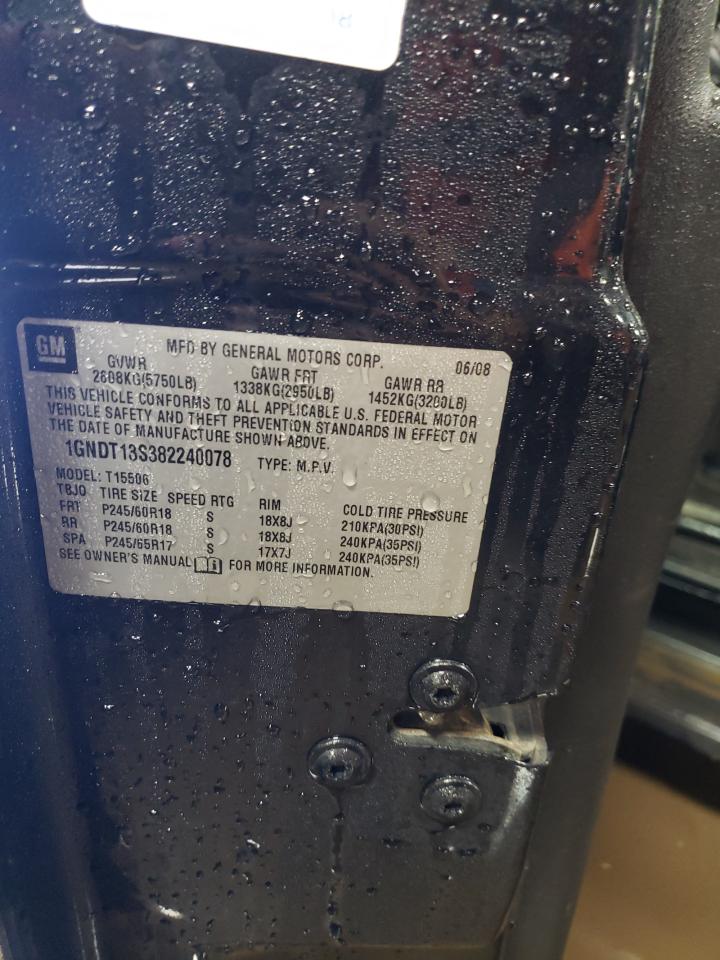 GM
MFD BY GENERAL MOTORS CORP. 06/08
GVWR GAWR FRT GAWR RR
2608KG(5750LB) 1338KG(2950LB) 1452KG(3200LB)
THIS VEHICLE CONFORMS TO ALL APPLICABLE U.S. FEDERAL MOTOR
VEHICLE SAFETY AND THEFT PREVENTION STANDARDS IN EFFECT ON
THE DATE OF MANUFACTURE SHOWN ABOVE.
1GNDT13S382240078 TYPE: M.P.V.
MODEL: T15506
TBJO TIRE SIZE SPEED RTG RIM COLD TIRE PRESSURE
FRT P245/60R18 S 18X8J 210KPA(30PSI)
RR P245/60R18 S 18X8J 240KPA(35PSI)
SPA P245/65R17 S 17X7J 240KPA(35PSI)
SEE OWNER'S MANUAL FOR MORE INFORMATION.